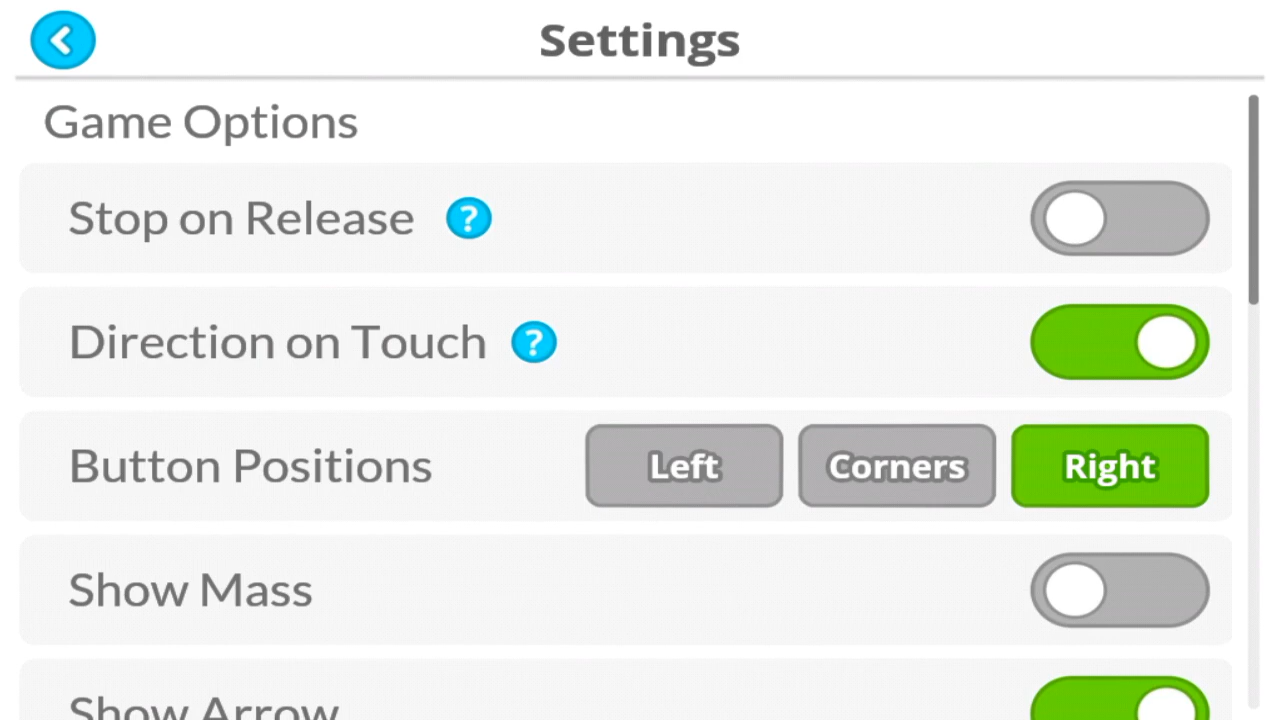 Settings
Game Options
Stop on Release ?
Direction on Touch ?
Button Positions Left Corners Right
Show Mass
Show Arrow